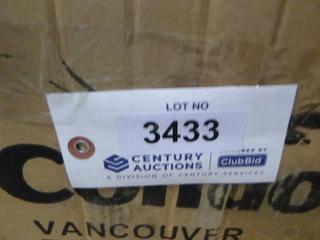 LOT NO
3433
CENTURY AUCTIONS
ClubBid
A DIVISION OF CENTURY SERVICES
VANCOUVER